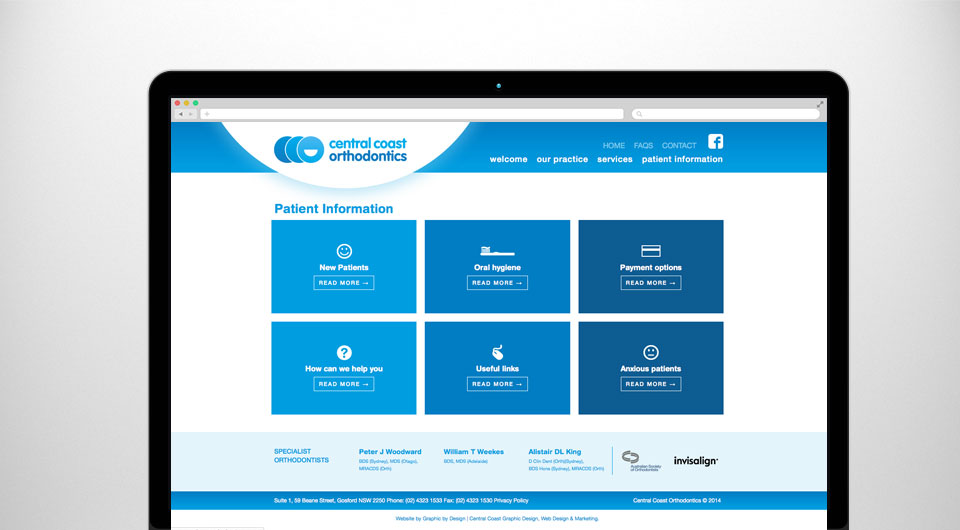 central coast
orthodontics
HOME FAQS CONTACT
welcome our practice services patient information
Patient Information
New Patients
READ MORE →
Oral hygiene
READ MORE →
Payment options
READ MORE →
How can we help you
READ MORE →
Useful links
READ MORE →
Anxious patients
READ MORE →
SPECIALIST
ORTHODONTISTS
Peter J Woodward
BDS (Sydney), MDS (Otago),
MRACDS (Orth)
William T Weekes
BDS, MDS (Adelaide)
Alistair DL King
D Clin Dent (Orth)(Sydney),
BDS Hons (Sydney), MRACDS (Orth)
Australian Society
of Orthodontists
invisalign
Suite 1, 59 Beane Street, Gosford NSW 2250 Phone: (02) 4323 1533 Fax: (02) 4323 1530 Privacy Policy
Central Coast Orthodontics © 2014
Website by Graphic by Design | Central Coast Graphic Design, Web Design & Marketing.